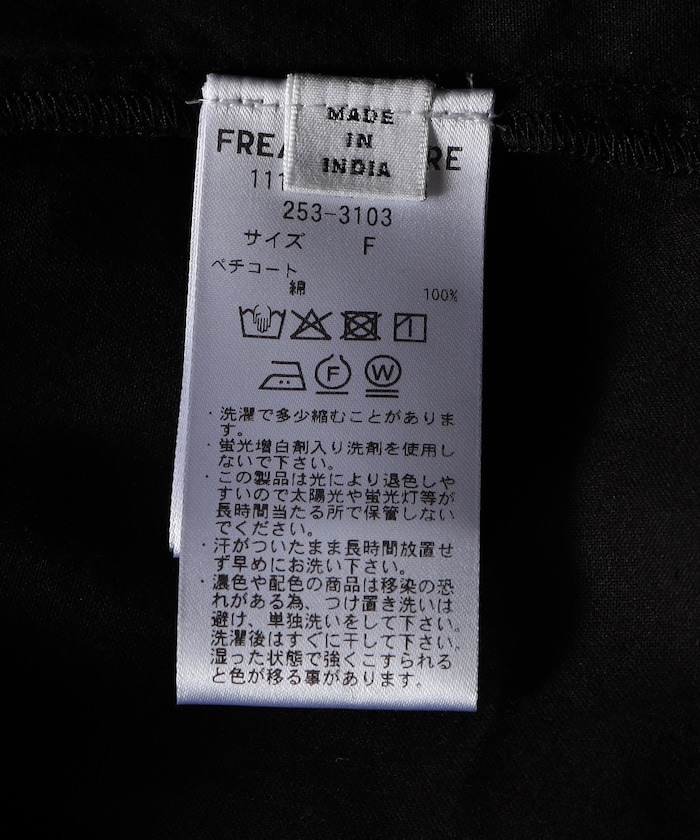 MADE
IN
INDIA
253-3103
サイズ F
ペチコート
綿 100%
F W
・洗濯で多少縮むことがありま
す。
・蛍光増白剤入り洗剤を使用し
ないで下さい。
・この製品は光により退色しや
すいので太陽光や蛍光灯等が
長時間当たる所で保管しない
でください。
・汗がついたまま長時間放置せ
ず早めにお洗い下さい。
・濃色や配色の商品は移染の恐
れがある為、つけ置き洗いは
避け、単独洗いをして下さい。
洗濯後はすぐに干して下さい。
湿った状態で強くこすられる
と色が移る事があります。